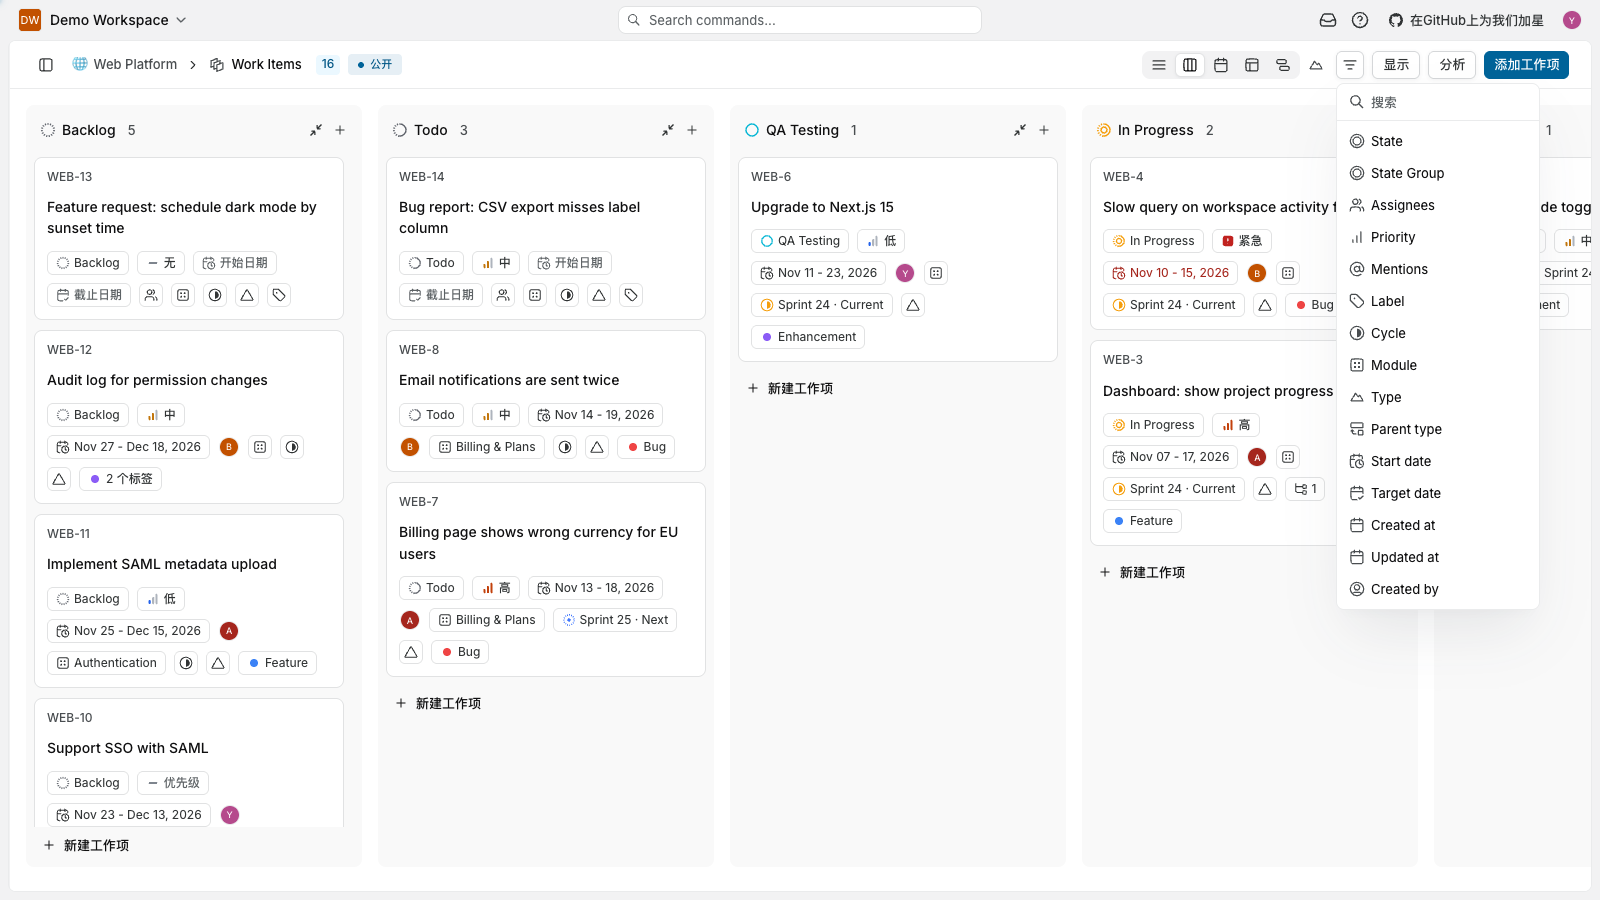 DW Demo Workspace
Search commands...
在GitHub上为我们加星
Y
Web Platform
Work Items
16
公开
显示
分析
添加工作项
Backlog 5
WEB-13
Feature request: schedule dark mode by
sunset time
Backlog
无
开始日期
截止日期
WEB-12
Audit log for permission changes
Backlog
中
Nov 27 - Dec 18, 2026
B
2 个标签
WEB-11
Implement SAML metadata upload
Backlog
低
Nov 25 - Dec 15, 2026
A
Authentication
Feature
WEB-10
Support SSO with SAML
Backlog
优先级
Nov 23 - Dec 13, 2026
Y
新建工作项
Todo 3
WEB-14
Bug report: CSV export misses label
column
Todo
中
开始日期
截止日期
WEB-8
Email notifications are sent twice
Todo
中
Nov 14 - 19, 2026
B
Billing & Plans
Bug
WEB-7
Billing page shows wrong currency for EU
users
Todo
高
Nov 13 - 18, 2026
A
Billing & Plans
Sprint 25 · Next
Bug
新建工作项
QA Testing 1
WEB-6
Upgrade to Next.js 15
QA Testing
低
Nov 11 - 23, 2026
Y
Sprint 24 · Current
Enhancement
新建工作项
In Progress 2
WEB-4
Slow query on workspace activity
In Progress
紧急
Nov 10 - 15, 2026
B
Sprint 24 · Current
Bug
WEB-3
Dashboard: show project progress
In Progress
高
Nov 07 - 17, 2026
A
Sprint 24 · Current
1
Feature
新建工作项
1
中
Sprint
搜索
State
State Group
Assignees
Priority
Mentions
Label
Cycle
Module
Type
Parent type
Start date
Target date
Created at
Updated at
Created by